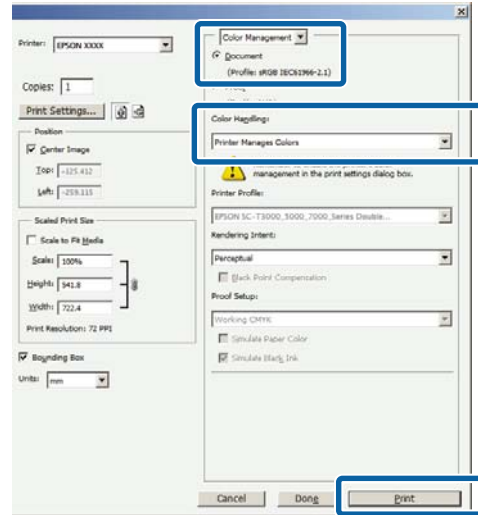 Printer: EPSON XXXX
Copies: 1
Print Settings...
Position
Center Image
Top: -125.412
Left: -259.115
Scaled Print Size
Scale to Fit Media
Scale: 100%
Height: 541.8
Width: 722.4
Print Resolution: 72 PPI
Bounding Box
Units: mm
Color Management
Document
(Profile: sRGB IEC61966-2.1)
Color Handling:
Printer Manages Colors
management in the print settings dialog box.
Printer Profile:
EPSON SC-T3000_5000_7000_Series Double...
Rendering Intent:
Perceptual
Black Point Compensation
Proof Setup:
Working CMYK
Simulate Paper Color
Simulate Black Ink
Cancel
Done
Print